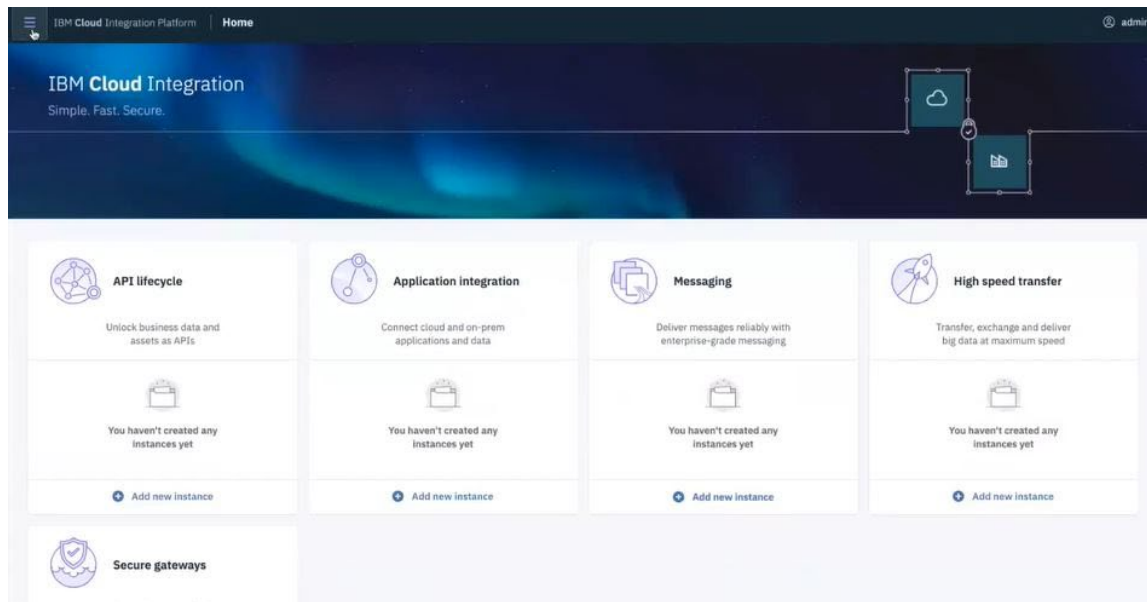 IBM Cloud Integration Platform
Home
admin
IBM Cloud Integration
Simple. Fast. Secure.
API lifecycle
Unlock business data and
assets as APIs
You haven't created any
instances yet
Add new instance
Application integration
Connect cloud and on-prem
applications and data
You haven't created any
instances yet
Add new instance
Messaging
Deliver messages reliably with
enterprise-grade messaging
You haven't created any
instances yet
Add new instance
High speed transfer
Transfer, exchange and deliver
big data at maximum speed
You haven't created any
instances yet
Add new instance
Secure gateways